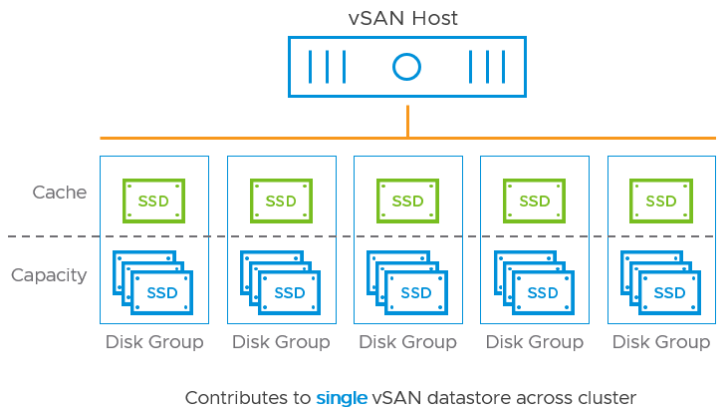 vSAN Host
Cache
SSD SSD SSD SSD SSD
Capacity
SSD SSD SSD SSD SSD
Disk Group Disk Group Disk Group Disk Group Disk Group
Contributes to single vSAN datastore across cluster